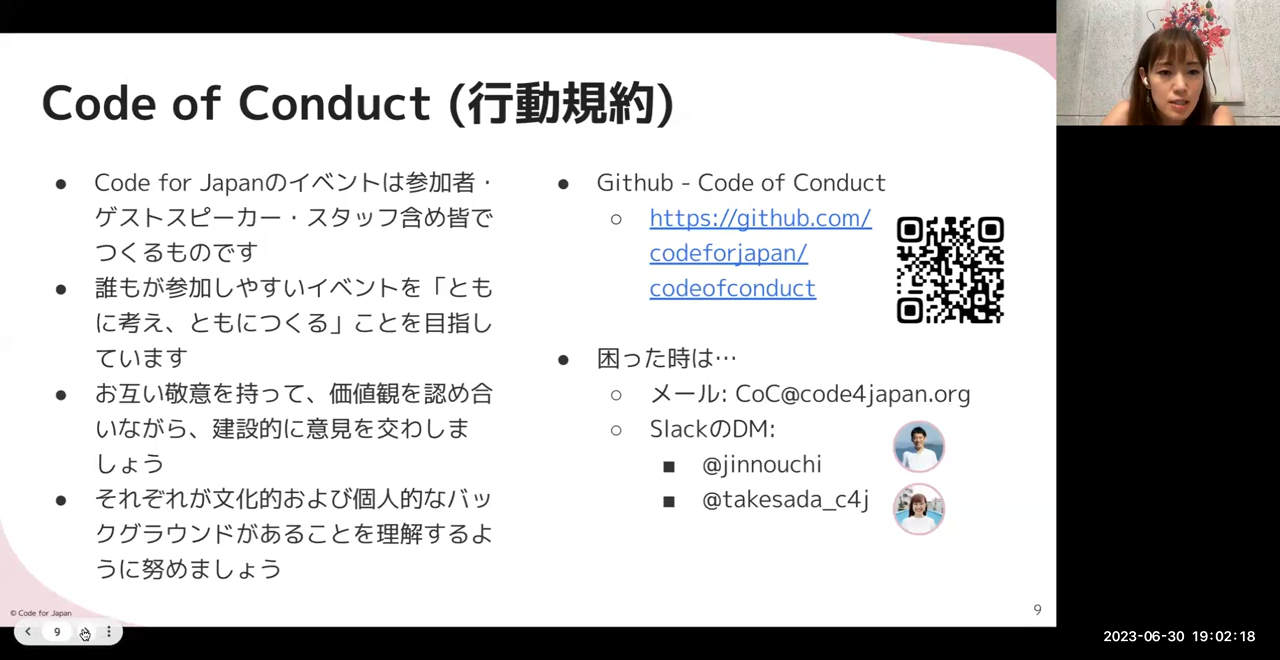 Code of Conduct (行動規約)
● Code for Japanのイベントは参加者・
ゲストスピーカー・スタッフ含め皆で
つくるものです
● 誰もが参加しやすいイベントを「とも
に考え、ともにつくる」ことを目指し
ています
● お互い敬意を持って、価値観を認め合
いながら、建設的に意見を交わしま
しょう
● それぞれが文化的および個人的なバッ
クグラウンドがあることを理解するよ
うに努めましょう
● Github - Code of Conduct
○ https://github.com/
codeforjapan/
codeofconduct
● 困った時は…
○ メール: CoC@code4japan.org
○ SlackのDM:
■ @jinnouchi
■ @takesada_c4j
© Code for Japan
9
9
2023-06-30 19:02:18